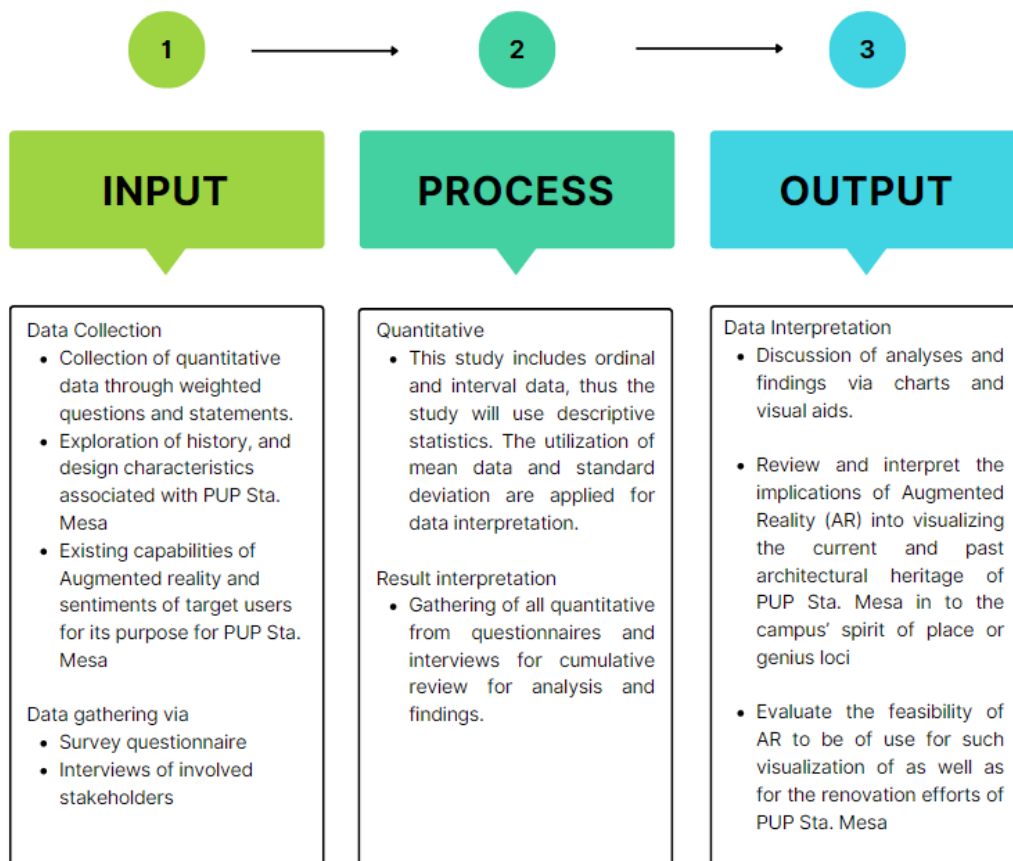 1
2
3
INPUT
PROCESS
OUTPUT
Data Collection
• Collection of quantitative
data through weighted
questions and statements.
• Exploration of history, and
design characteristics
associated with PUP Sta.
Mesa
• Existing capabilities of
Augmented reality and
sentiments of target users
for its purpose for PUP Sta.
Mesa
Data gathering via
• Survey questionnaire
• Interviews of involved
stakeholders
Quantitative
• This study includes ordinal
and interval data, thus the
study will use descriptive
statistics. The utilization of
mean data and standard
deviation are applied for
data interpretation.
Result interpretation
• Gathering of all quantitative
from questionnaires and
interviews for cumulative
review for analysis and
findings.
Data Interpretation
• Discussion of analyses and
findings via charts and
visual aids.
• Review and interpret the
implications of Augmented
Reality (AR) into visualizing
the current and past
architectural heritage of
PUP Sta. Mesa in to the
campus' spirit of place or
genius loci
• Evaluate the feasibility of
AR to be of use for such
visualization of as well as
for the renovation efforts of
PUP Sta. Mesa